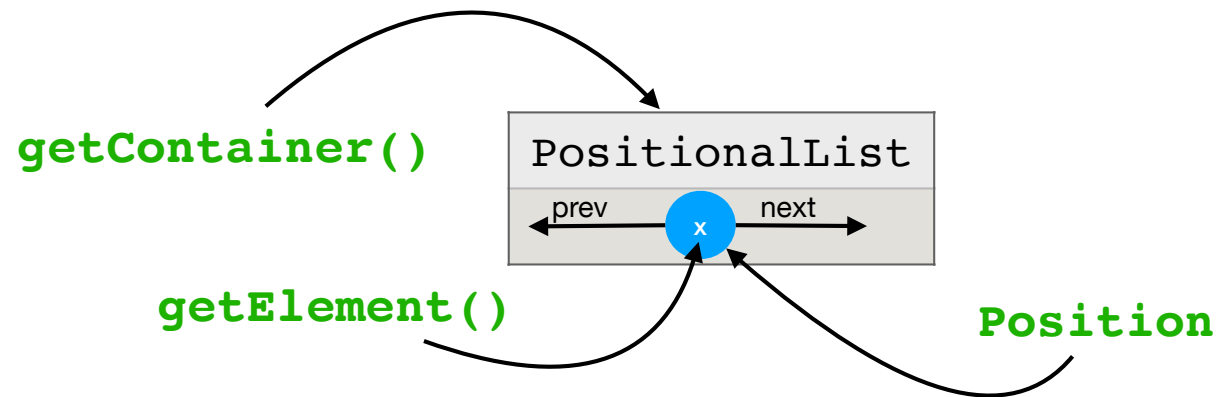 getContainer()
PositionalList
prev next
x
getElement()
Position